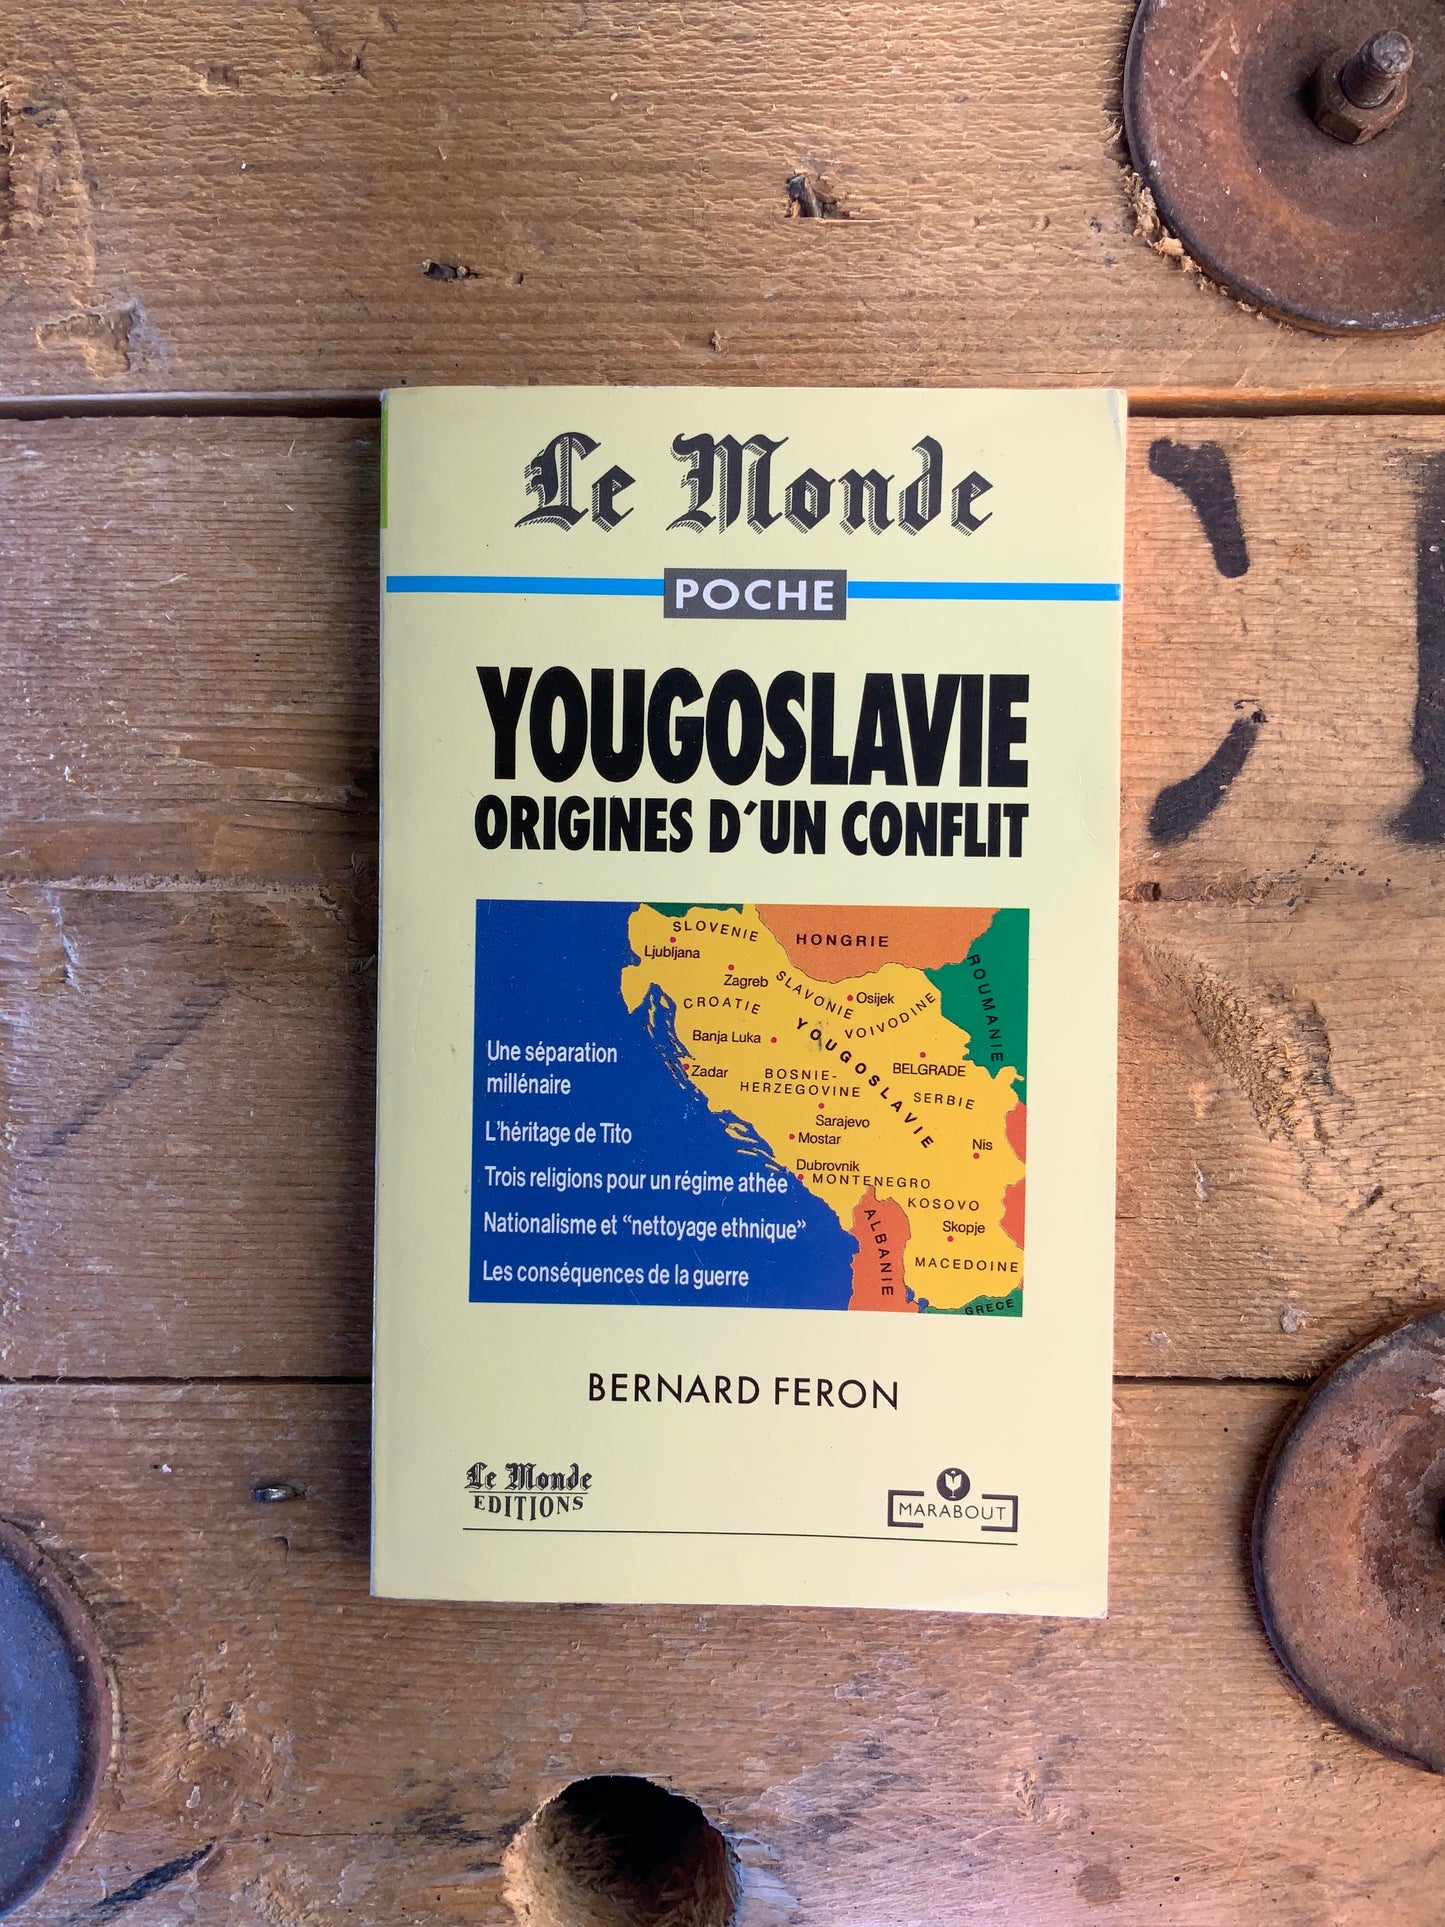 Le Monde
POCHE
YOUGOSLAVIE
ORIGINES D'UN CONFLIT
SLOVENIE
HONGRIE
ROUMANIE
Ljubljana
Zagreb
SLAVONIE
Osijek
CROATIE
VOIVODINE
Banja Luka
YOUGOSLAVIE
BELGRADE
Zadar
BOSNIE-
HERZEGOVINE
SERBIE
Sarajevo
Mostar
Nis
Dubrovnik
MONTENEGRO
KOSOVO
Skopje
ALBANIE
MACEDOINE
GRECE
Une séparation
millénaire
L'héritage de Tito
Trois religions pour un régime athée
Nationalisme et “nettoyage ethnique”
Les conséquences de la guerre
BERNARD FERON
Le Monde
EDITIONS
MARABOUT